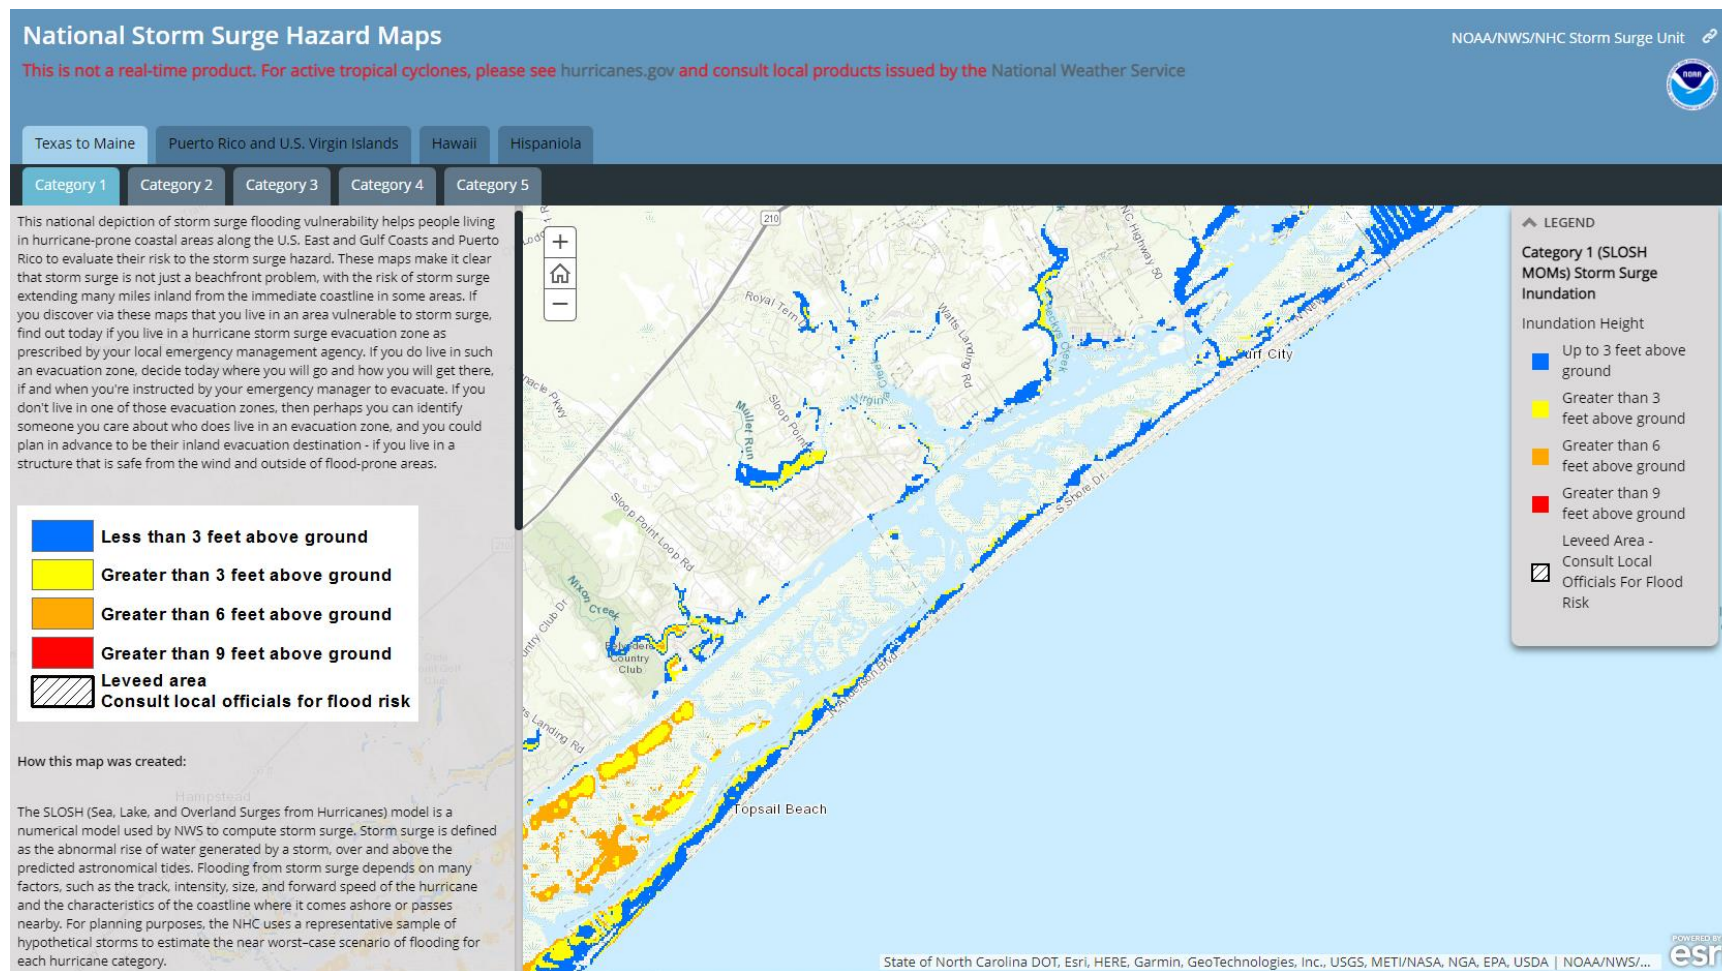 National Storm Surge Hazard Maps
NOAA/NWS/NHC Storm Surge Unit
This is not a real-time product. For active tropical cyclones, please see hurricanes.gov and consult local products issued by the National Weather Service
NOAA
Texas to Maine
Puerto Rico and U.S. Virgin Islands
Hawaii
Hispaniola
Category 1
Category 2
Category 3
Category 4
Category 5
This national depiction of storm surge flooding vulnerability helps people living
in hurricane-prone coastal areas along the U.S. East and Gulf Coasts and Puerto
Rico to evaluate their risk to the storm surge hazard. These maps make it clear
that storm surge is not just a beachfront problem, with the risk of storm surge
extending many miles inland from the immediate coastline in some areas. If
you discover via these maps that you live in an area vulnerable to storm surge,
find out today if you live in a hurricane storm surge evacuation zone as
prescribed by your local emergency management agency. If you do live in such
an evacuation zone, decide today where you will go and how you will get there,
if and when you're instructed by your emergency manager to evacuate. If you
don't live in one of those evacuation zones, then perhaps you can identify
someone you care about who does live in an evacuation zone, and you could
plan in advance to be their inland evacuation destination - if you live in a
structure that is safe from the wind and outside of flood-prone areas.
Less than 3 feet above ground
Greater than 3 feet above ground
Greater than 6 feet above ground
Greater than 9 feet above ground
Leveed area
Consult local officials for flood risk
How this map was created:
Hampstead
The SLOSH (Sea, Lake, and Overland Surges from Hurricanes) model is a
numerical model used by NWS to compute storm surge. Storm surge is defined
as the abnormal rise of water generated by a storm, over and above the
predicted astronomical tides. Flooding from storm surge depends on many
factors, such as the track, intensity, size, and forward speed of the hurricane
and the characteristics of the coastline where it comes ashore or passes
nearby. For planning purposes, the NHC uses a representative sample of
hypothetical storms to estimate the near worst–case scenario of flooding for
each hurricane category.
+
−
210
NC Highway 50
Royal Tern
Watts Landing Rd
Creek
Virginia Creek
Mullet Run
Sloop Point
Sloop Point Loop Rd
Nixon Creek
Country Club
ntry Club Dr
s Landing Rd
nacle Pkwy
urf City
S Shore Dr
N Anderson Blvd
Topsail Beach
LEGEND
Category 1 (SLOSH
MOMs) Storm Surge
Inundation
Inundation Height
Up to 3 feet above
ground
Greater than 3
feet above ground
Greater than 6
feet above ground
Greater than 9
feet above ground
Leveed Area -
Consult Local
Officials For Flood
Risk
State of North Carolina DOT, Esri, HERE, Garmin, GeoTechnologies, Inc., USGS, METI/NASA, NGA, EPA, USDA | NOAA/NWS/...
POWERED BY
esri